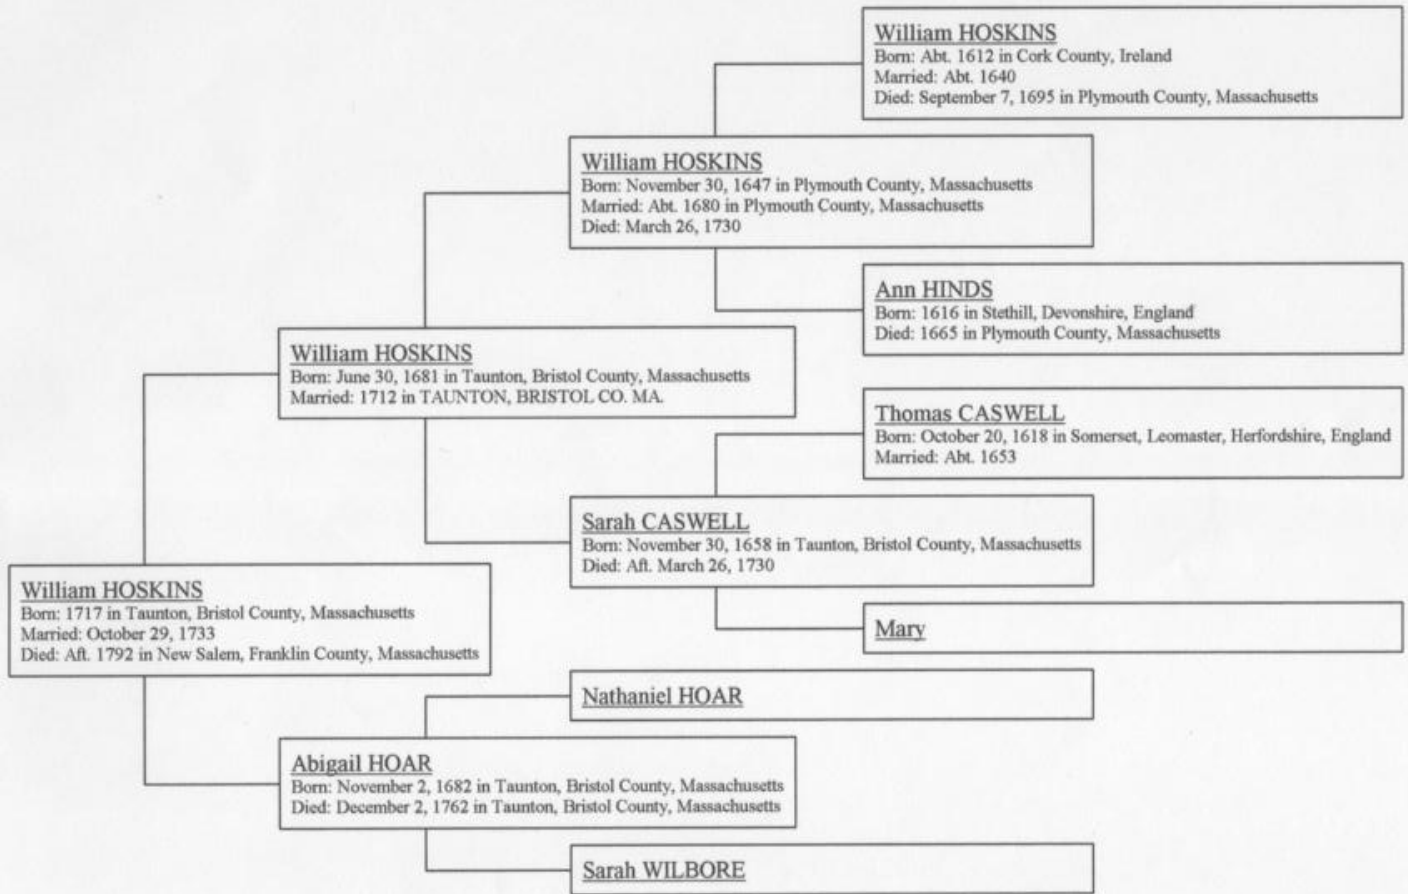 William HOSKINS
Born: Abt. 1612 in Cork County, Ireland
Married: Abt. 1640
Died: September 7, 1695 in Plymouth County, Massachusetts
William HOSKINS
Born: November 30, 1647 in Plymouth County, Massachusetts
Married: Abt. 1680 in Plymouth County, Massachusetts
Died: March 26, 1730
Ann HINDS
Born: 1616 in Stethill, Devonshire, England
Died: 1665 in Plymouth County, Massachusetts
William HOSKINS
Born: June 30, 1681 in Taunton, Bristol County, Massachusetts
Married: 1712 in TAUNTON, BRISTOL CO. MA.
Thomas CASWELL
Born: October 20, 1618 in Somerset, Leomaster, Herfordshire, England
Married: Abt. 1653
Sarah CASWELL
Born: November 30, 1658 in Taunton, Bristol County, Massachusetts
Died: Aft. March 26, 1730
William HOSKINS
Born: 1717 in Taunton, Bristol County, Massachusetts
Married: October 29, 1733
Died: Aft. 1792 in New Salem, Franklin County, Massachusetts
Mary
Nathaniel HOAR
Abigail HOAR
Born: November 2, 1682 in Taunton, Bristol County, Massachusetts
Died: December 2, 1762 in Taunton, Bristol County, Massachusetts
Sarah WILBORE